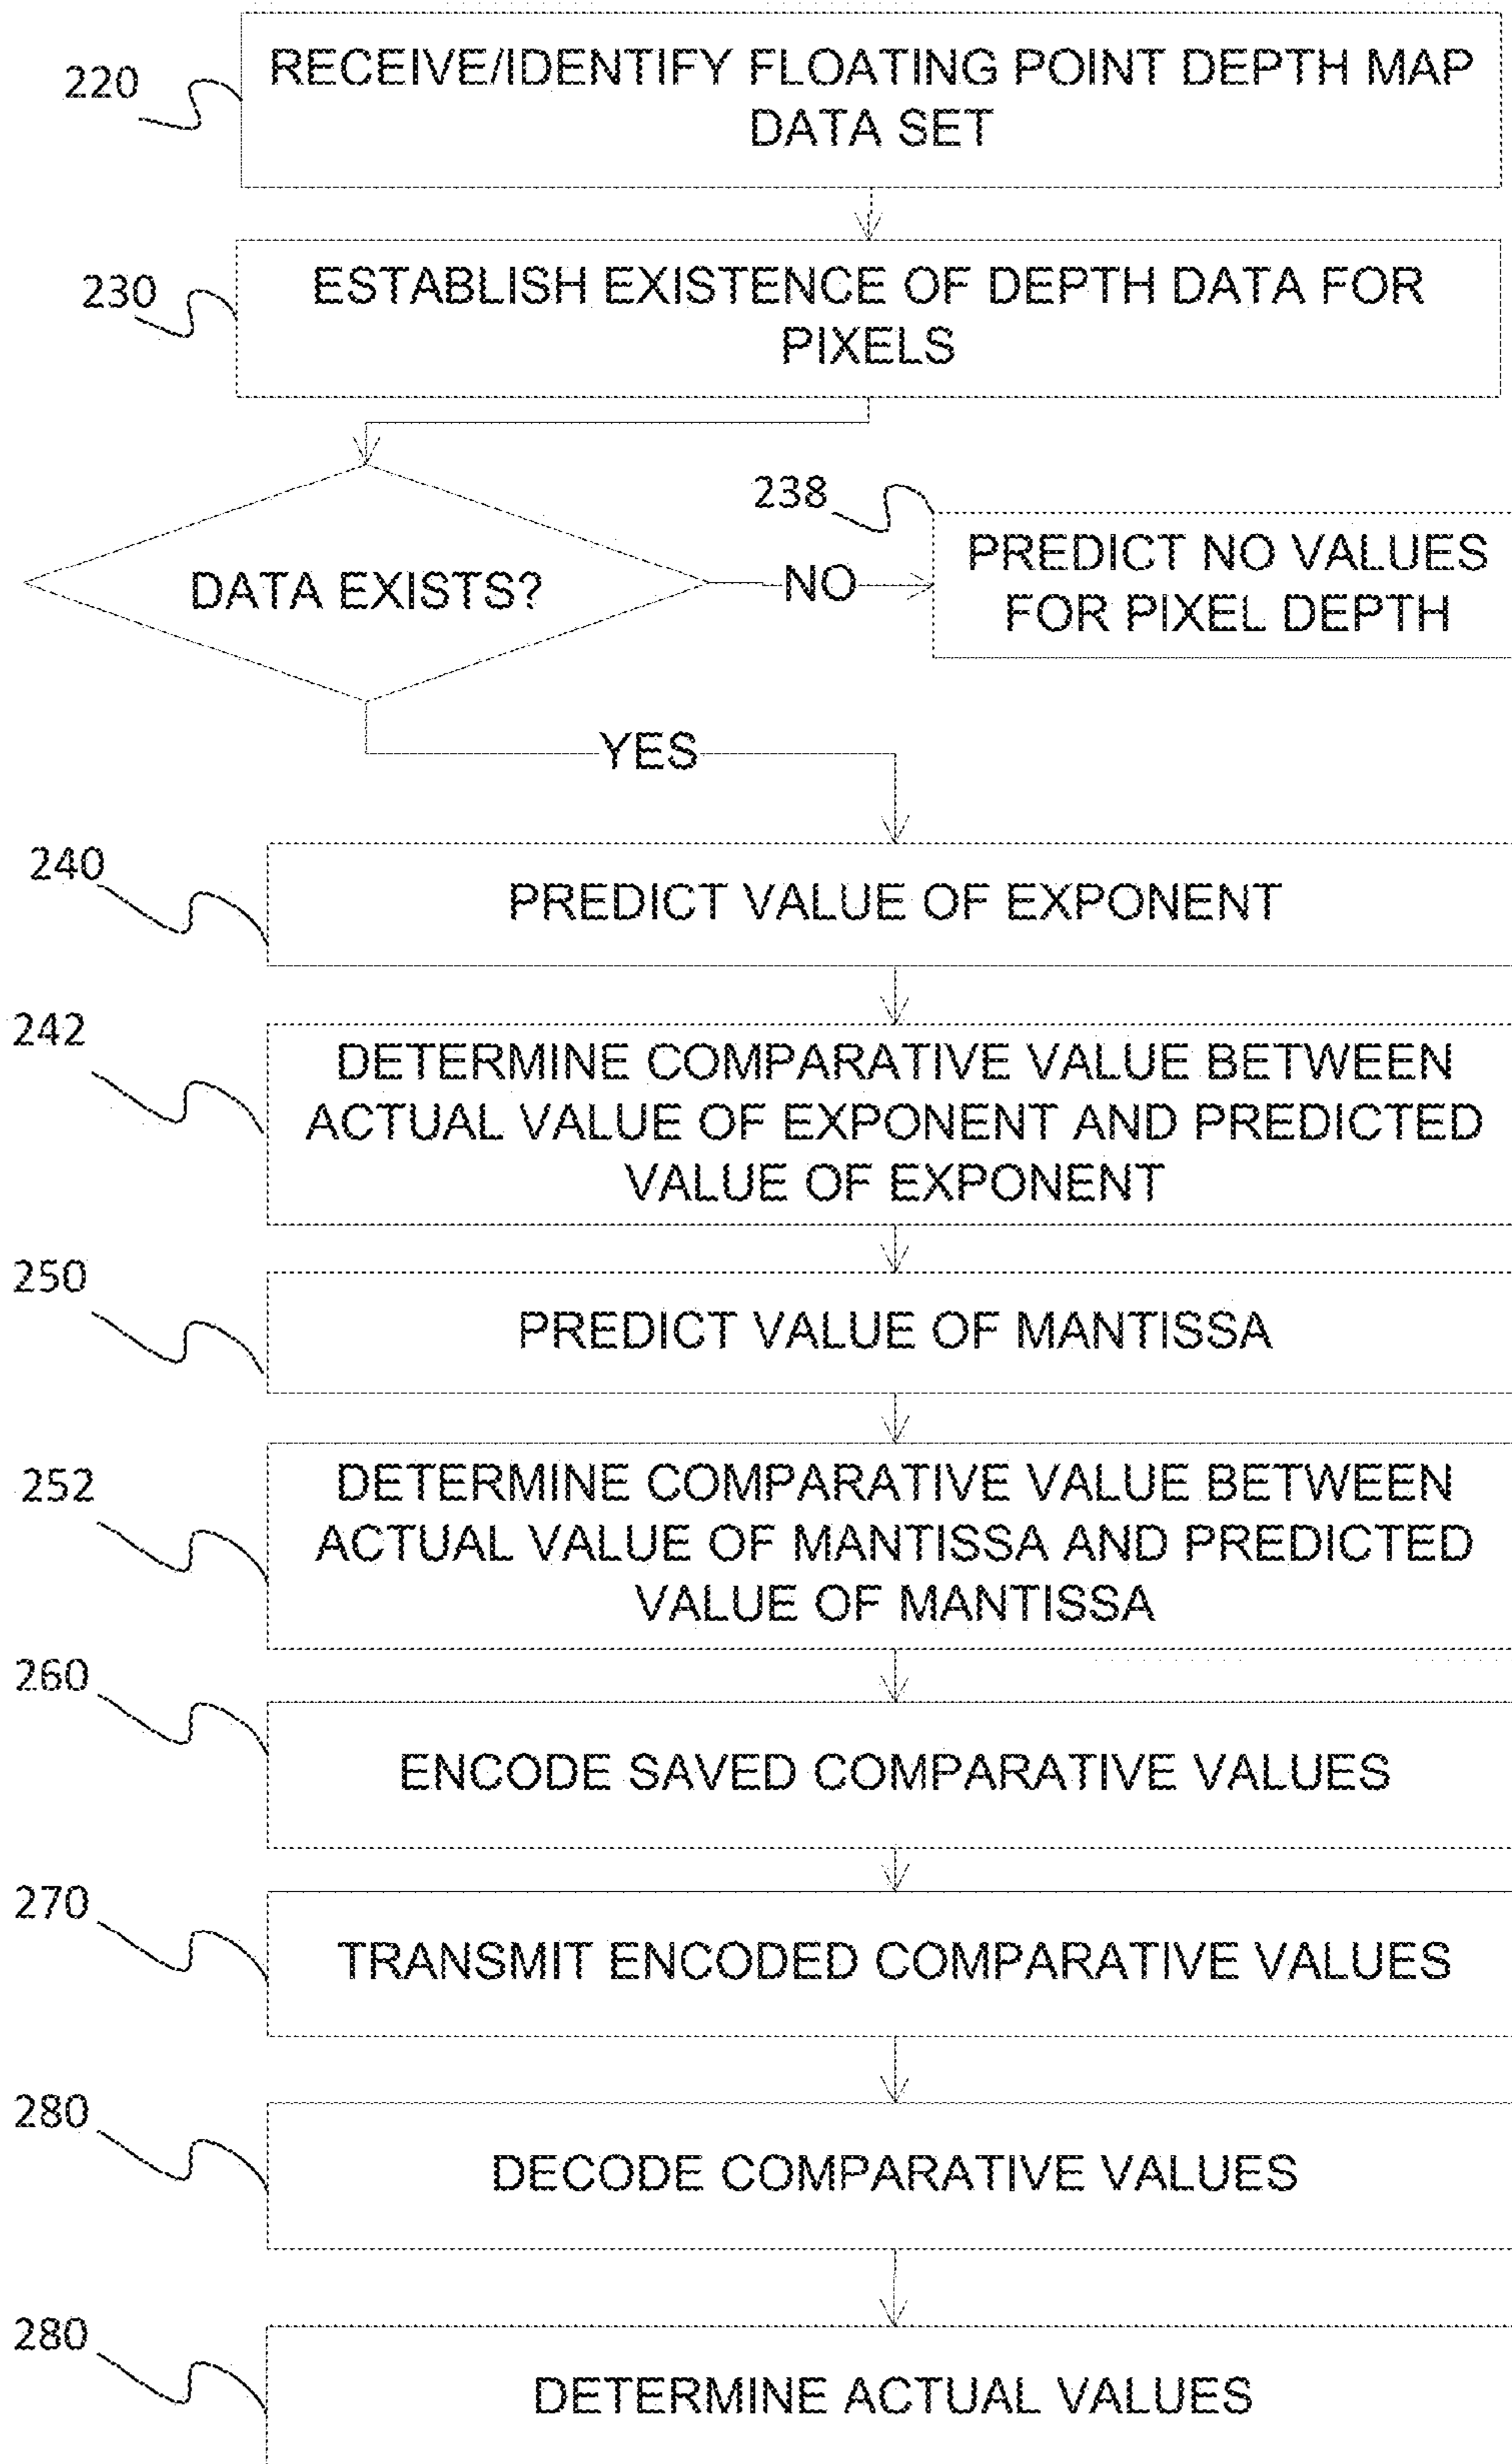 220
RECEIVE/IDENTIFY FLOATING POINT DEPTH MAP
DATA SET
230
ESTABLISH EXISTENCE OF DEPTH DATA FOR
PIXELS
238
PREDICT NO VALUES
FOR PIXEL DEPTH
DATA EXISTS?
NO
YES
240
PREDICT VALUE OF EXPONENT
242
DETERMINE COMPARATIVE VALUE BETWEEN
ACTUAL VALUE OF EXPONENT AND PREDICTED
VALUE OF EXPONENT
250
PREDICT VALUE OF MANTISSA
252
DETERMINE COMPARATIVE VALUE BETWEEN
ACTUAL VALUE OF MANTISSA AND PREDICTED
VALUE OF MANTISSA
260
ENCODE SAVED COMPARATIVE VALUES
270
TRANSMIT ENCODED COMPARATIVE VALUES
280
DECODE COMPARATIVE VALUES
280
DETERMINE ACTUAL VALUES